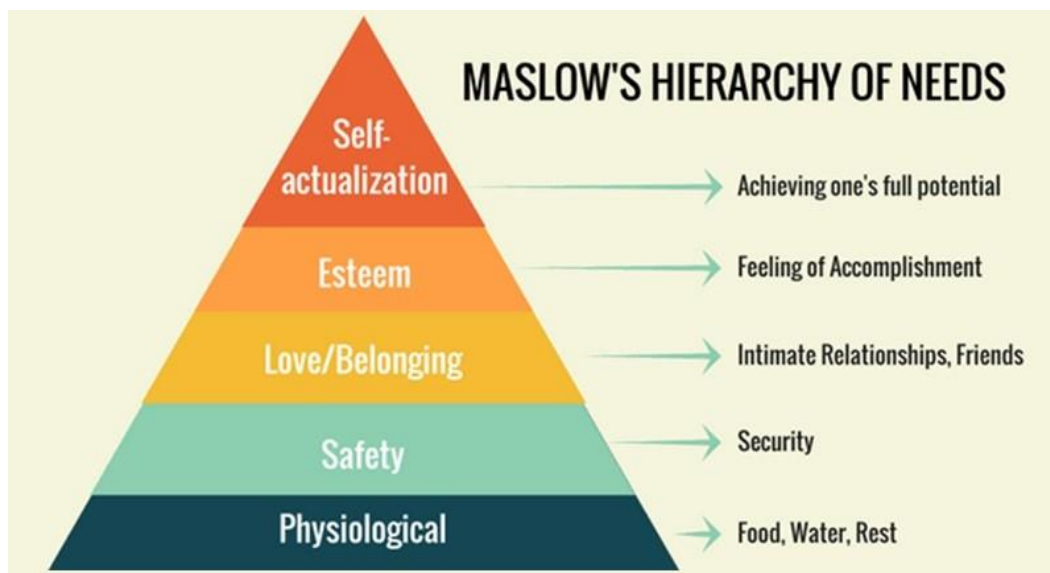 MASLOW'S HIERARCHY OF NEEDS
Self-
actualization
Achieving one's full potential
Esteem
Feeling of Accomplishment
Love/Belonging
Intimate Relationships, Friends
Safety
Security
Physiological
Food, Water, Rest